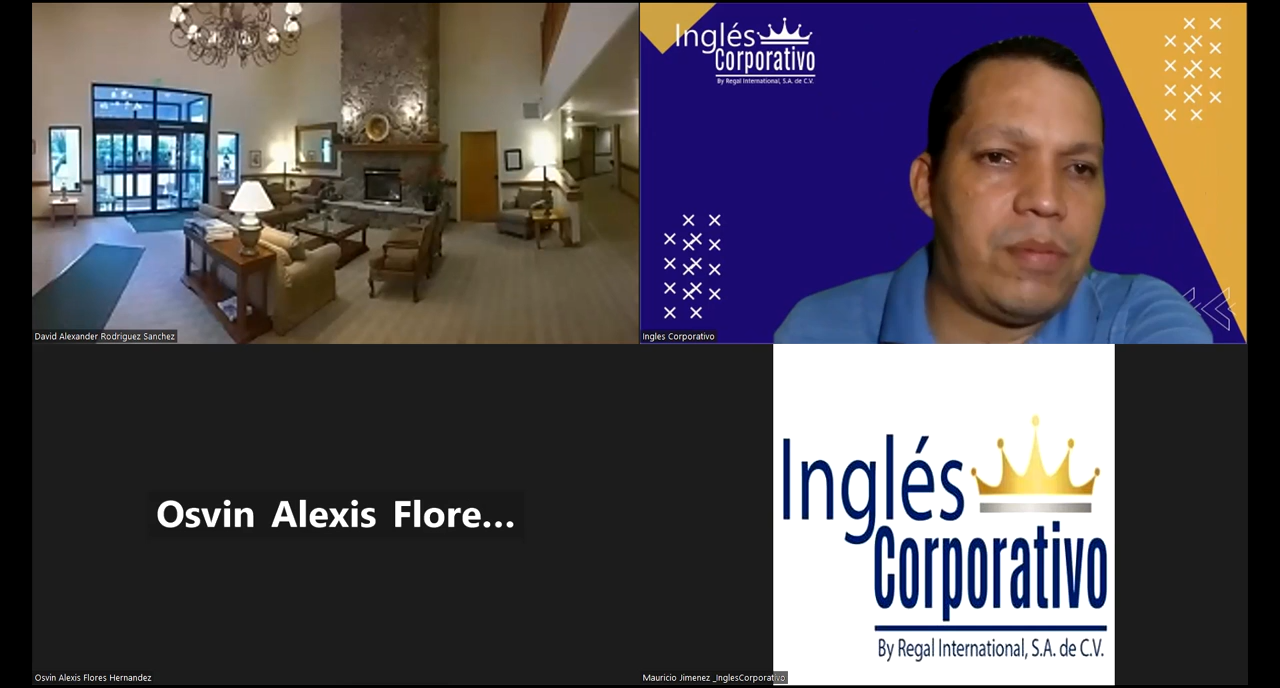 Inglés
Corporativo
By Regal International, S.A. de C.V.
David Alexander Rodriguez Sanchez
Ingles Corporativo
Osvin Alexis Flore...
Inglés
Corporativo
By Regal International, S.A. de C.V.
Osvin Alexis Flores Hernandez
Mauricio Jimenez _InglesCorporativo